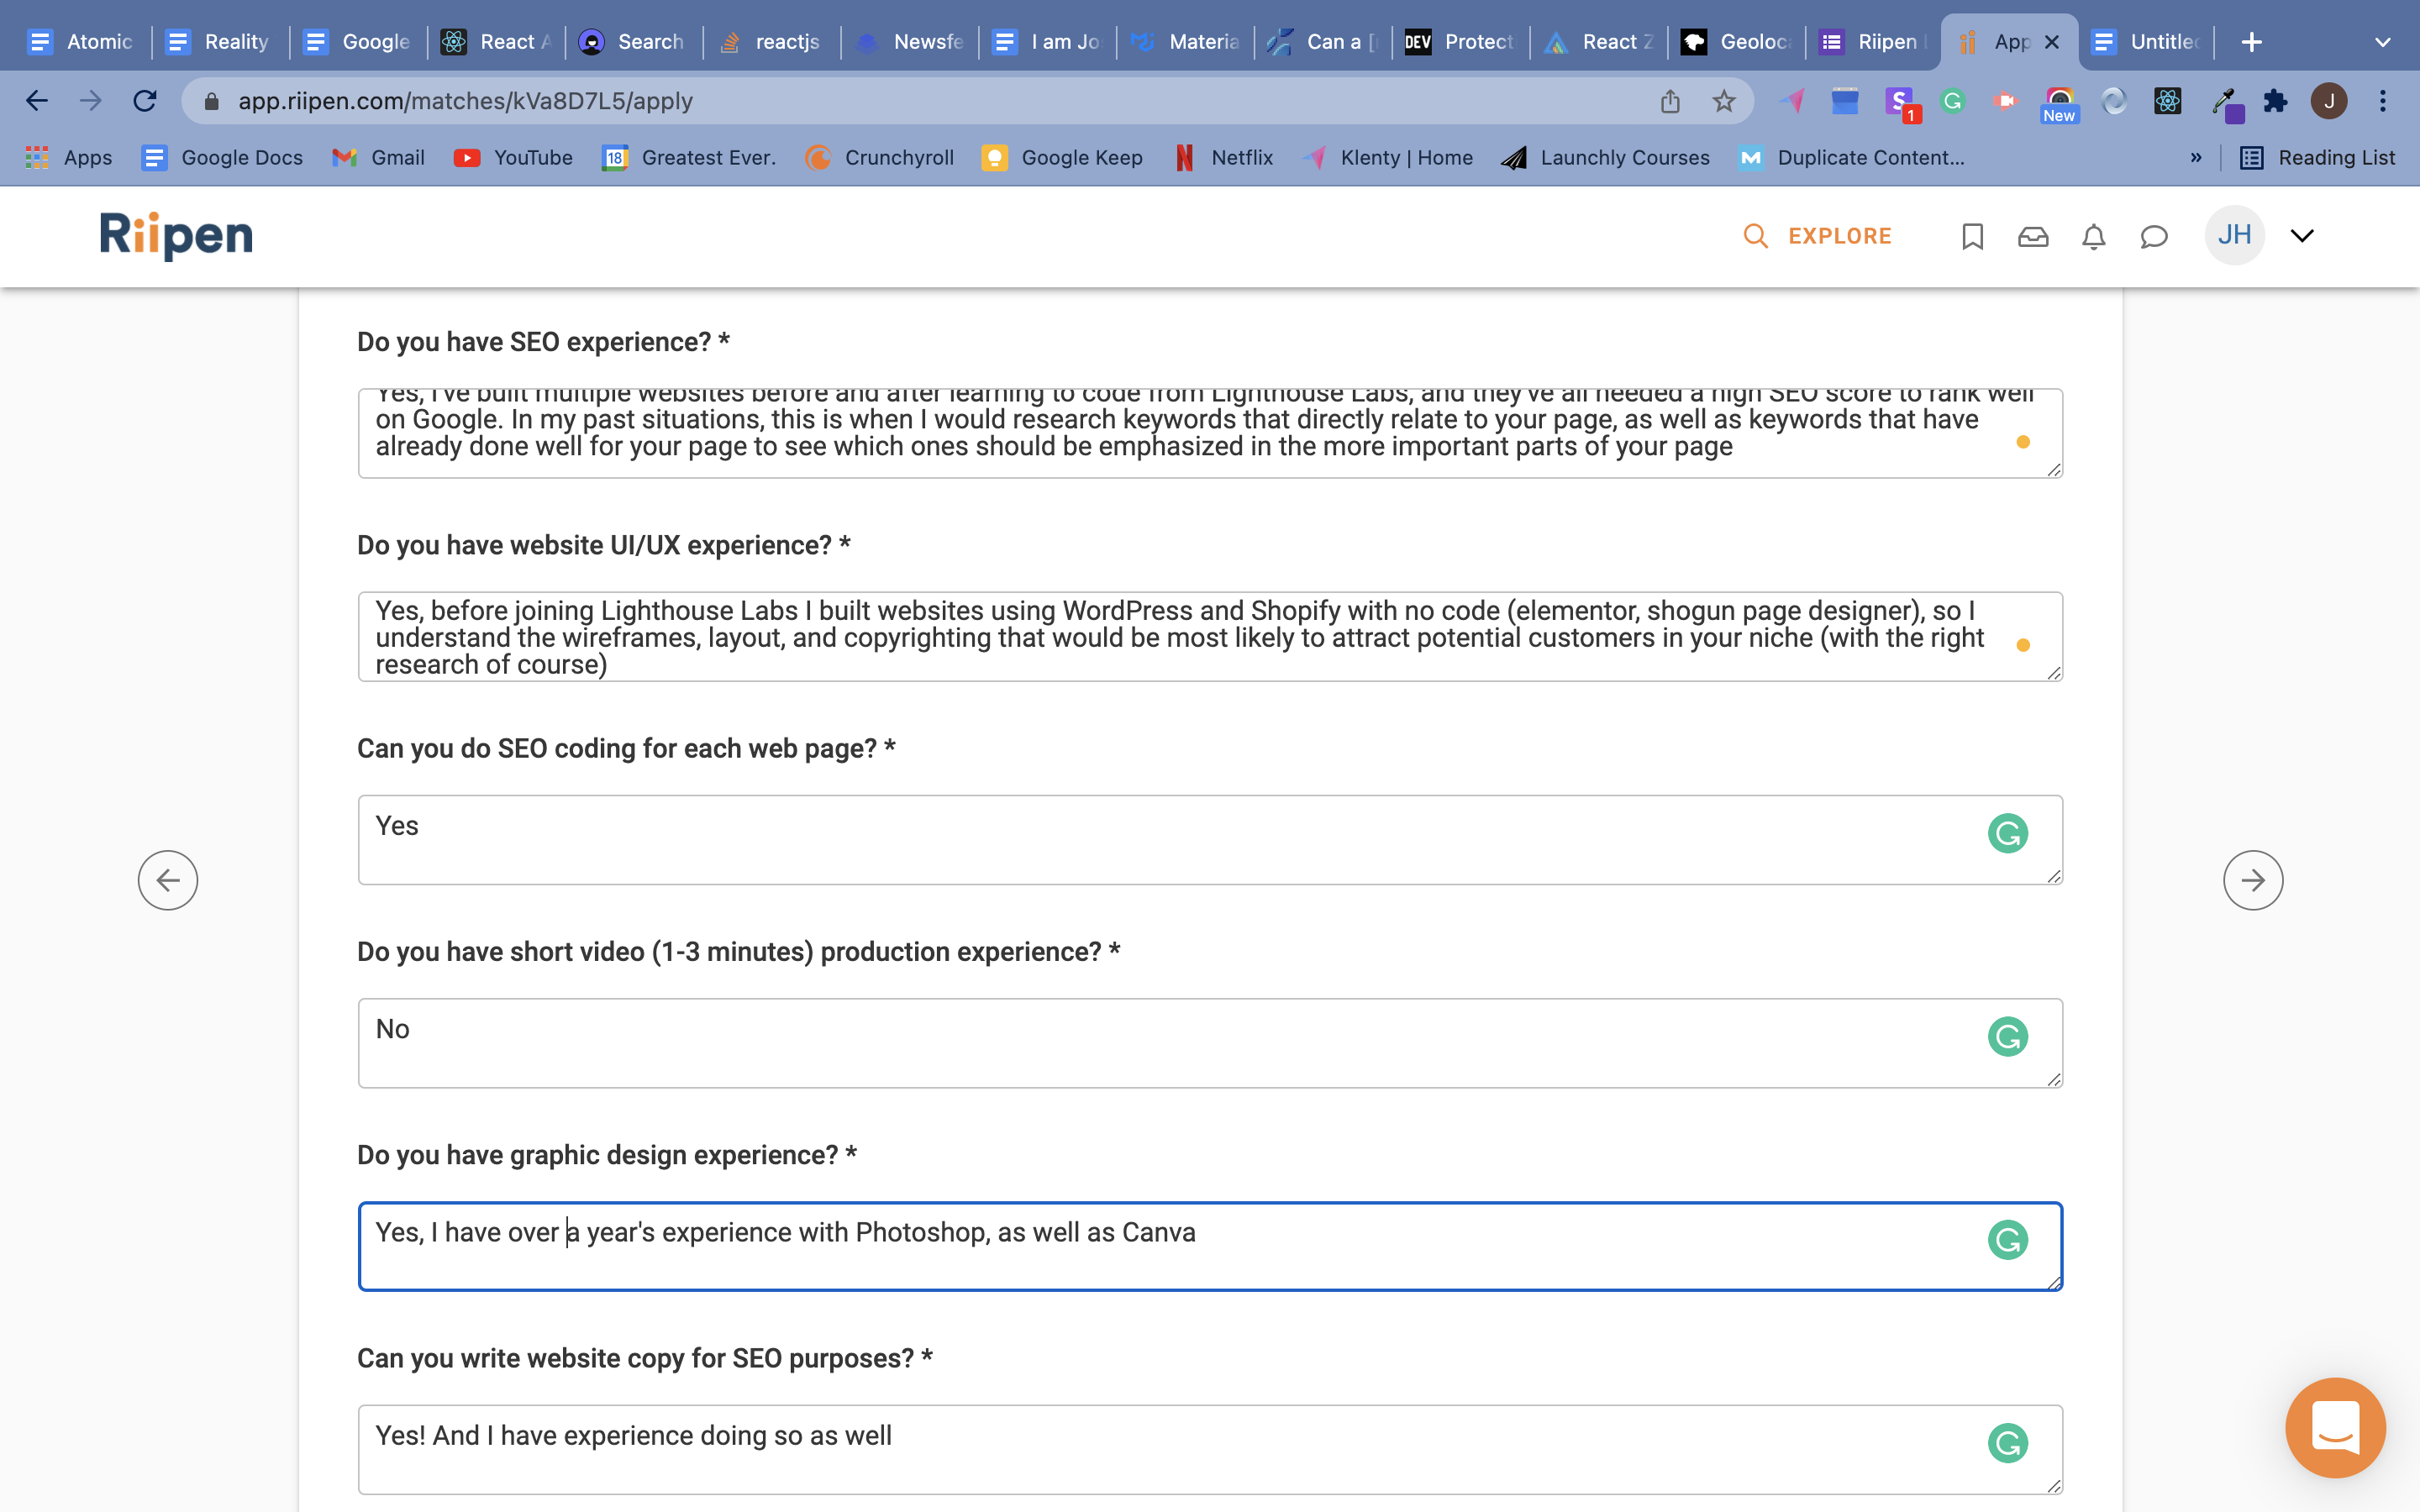 Atomic
Reality
Google
React A
Search
reactjs
Newsfe
I am Jo
Materia
Can a [
DEV
Protect
React Z
Geoloc
Riipen
App
Untitle
app.riipen.com/matches/kVa8D7L5/apply
1
New
J
Apps
Google Docs
Gmail
YouTube
18
Greatest Ever.
Crunchyroll
Google Keep
Netflix
Klenty | Home
Launchly Courses
Duplicate Content...
»
Reading List
Riipen
EXPLORE
JH
Do you have SEO experience? *
Yes, I've built multiple websites before and after learning to code from Lighthouse Labs, and they've all needed a high SEO score to rank well
on Google. In my past situations, this is when I would research keywords that directly relate to your page, as well as keywords that have
already done well for your page to see which ones should be emphasized in the more important parts of your page
Do you have website UI/UX experience? *
Yes, before joining Lighthouse Labs I built websites using WordPress and Shopify with no code (elementor, shogun page designer), so I
understand the wireframes, layout, and copyrighting that would be most likely to attract potential customers in your niche (with the right
research of course)
Can you do SEO coding for each web page? *
Yes
Do you have short video (1-3 minutes) production experience? *
No
Do you have graphic design experience? *
Yes, I have over a year's experience with Photoshop, as well as Canva
Can you write website copy for SEO purposes? *
Yes! And I have experience doing so as well